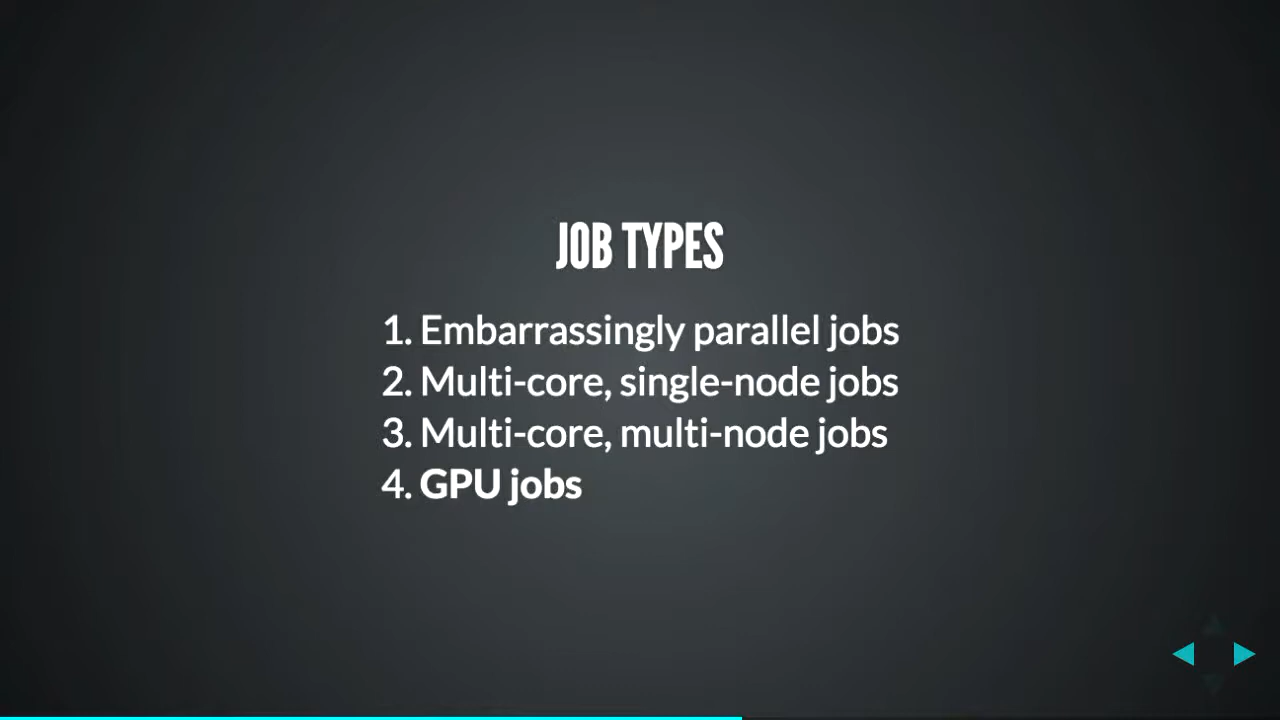 JOB TYPES
1. Embarrassingly parallel jobs
2. Multi-core, single-node jobs
3. Multi-core, multi-node jobs
4. GPU jobs